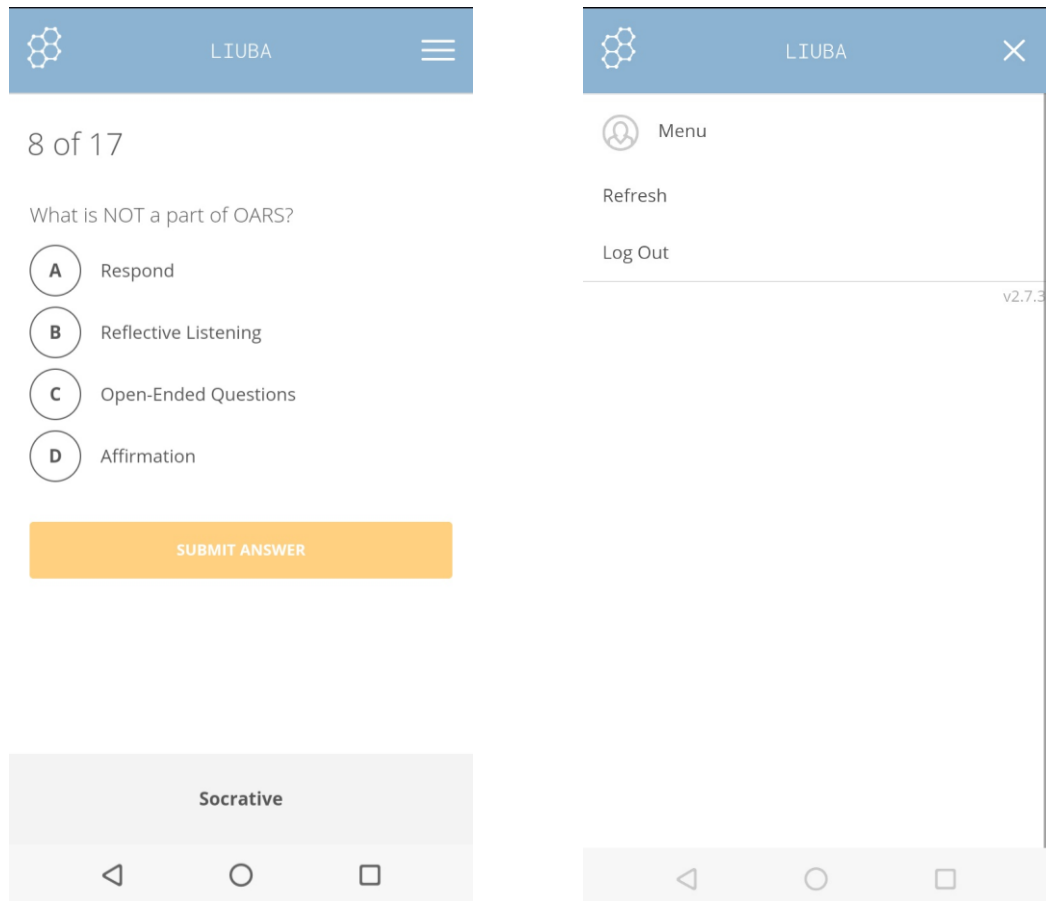 LIUBA
8 of 17
What is NOT a part of OARS?
A Respond
B Reflective Listening
C Open-Ended Questions
D Affirmation
SUBMIT ANSWER
Socrative
LIUBA
Menu
Refresh
Log Out
v2.7.3